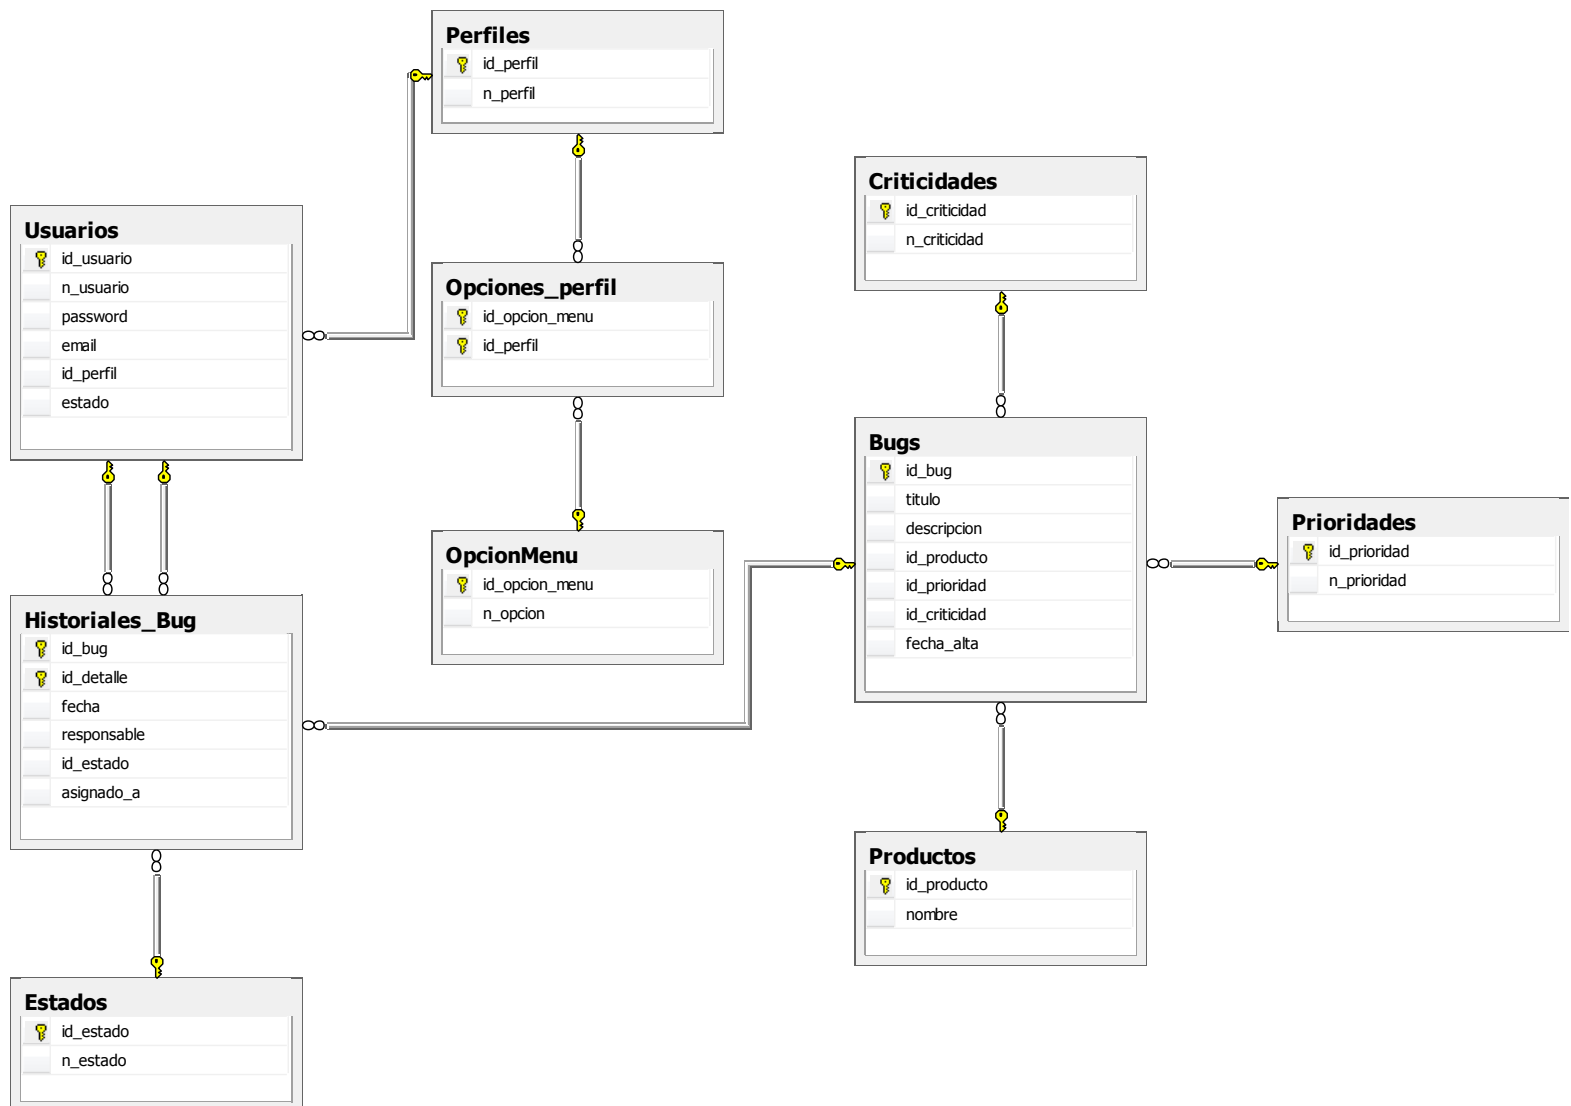 Perfiles
id_perfil
n_perfil
Usuarios
id_usuario
n_usuario
password
email
id_perfil
estado
Opciones_perfil
id_opcion_menu
id_perfil
OpcionMenu
id_opcion_menu
n_opcion
Historiales_Bug
id_bug
id_detalle
fecha
responsable
id_estado
asignado_a
Estados
id_estado
n_estado
Criticidades
id_criticidad
n_criticidad
Bugs
id_bug
titulo
descripcion
id_producto
id_prioridad
id_criticidad
fecha_alta
Prioridades
id_prioridad
n_prioridad
Productos
id_producto
nombre